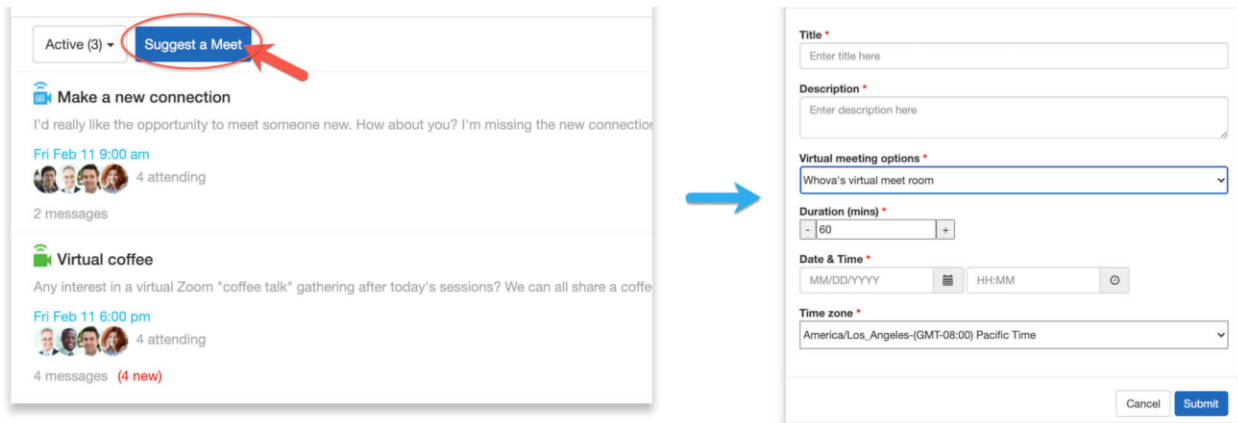 Active (3)
Suggest a Meet
Make a new connection
I'd really like the opportunity to meet someone new. How about you? I'm missing the new connection
Fri Feb 11 9:00 am
4 attending
2 messages
Virtual coffee
Any interest in a virtual Zoom "coffee talk" gathering after today's sessions? We can all share a coffe
Fri Feb 11 6:00 pm
4 attending
4 messages (4 new)
Title *
Enter title here
Description *
Enter description here
Virtual meeting options *
Whova's virtual meet room
Duration (mins) *
- 60 +
Date & Time *
MM/DD/YYYY HH:MM
Time zone *
America/Los_Angeles-(GMT-08:00) Pacific Time
Cancel Submit